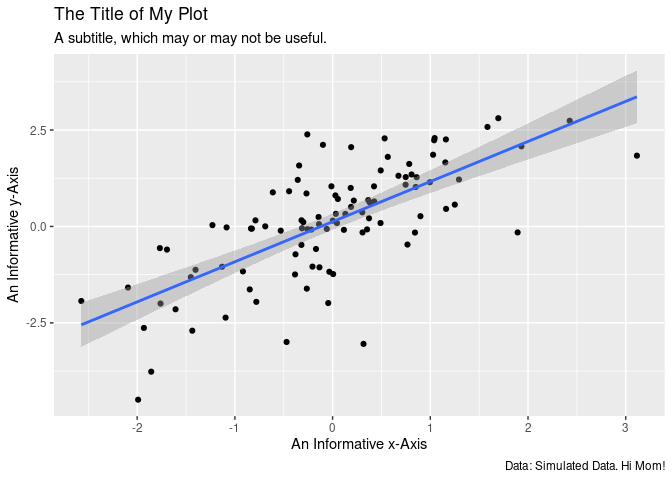 The Title of My Plot
A subtitle, which may or may not be useful.
An Informative y-Axis
2.5
0.0
-2.5
-2
-1
0
1
2
3
An Informative x-Axis
Data: Simulated Data. Hi Mom!